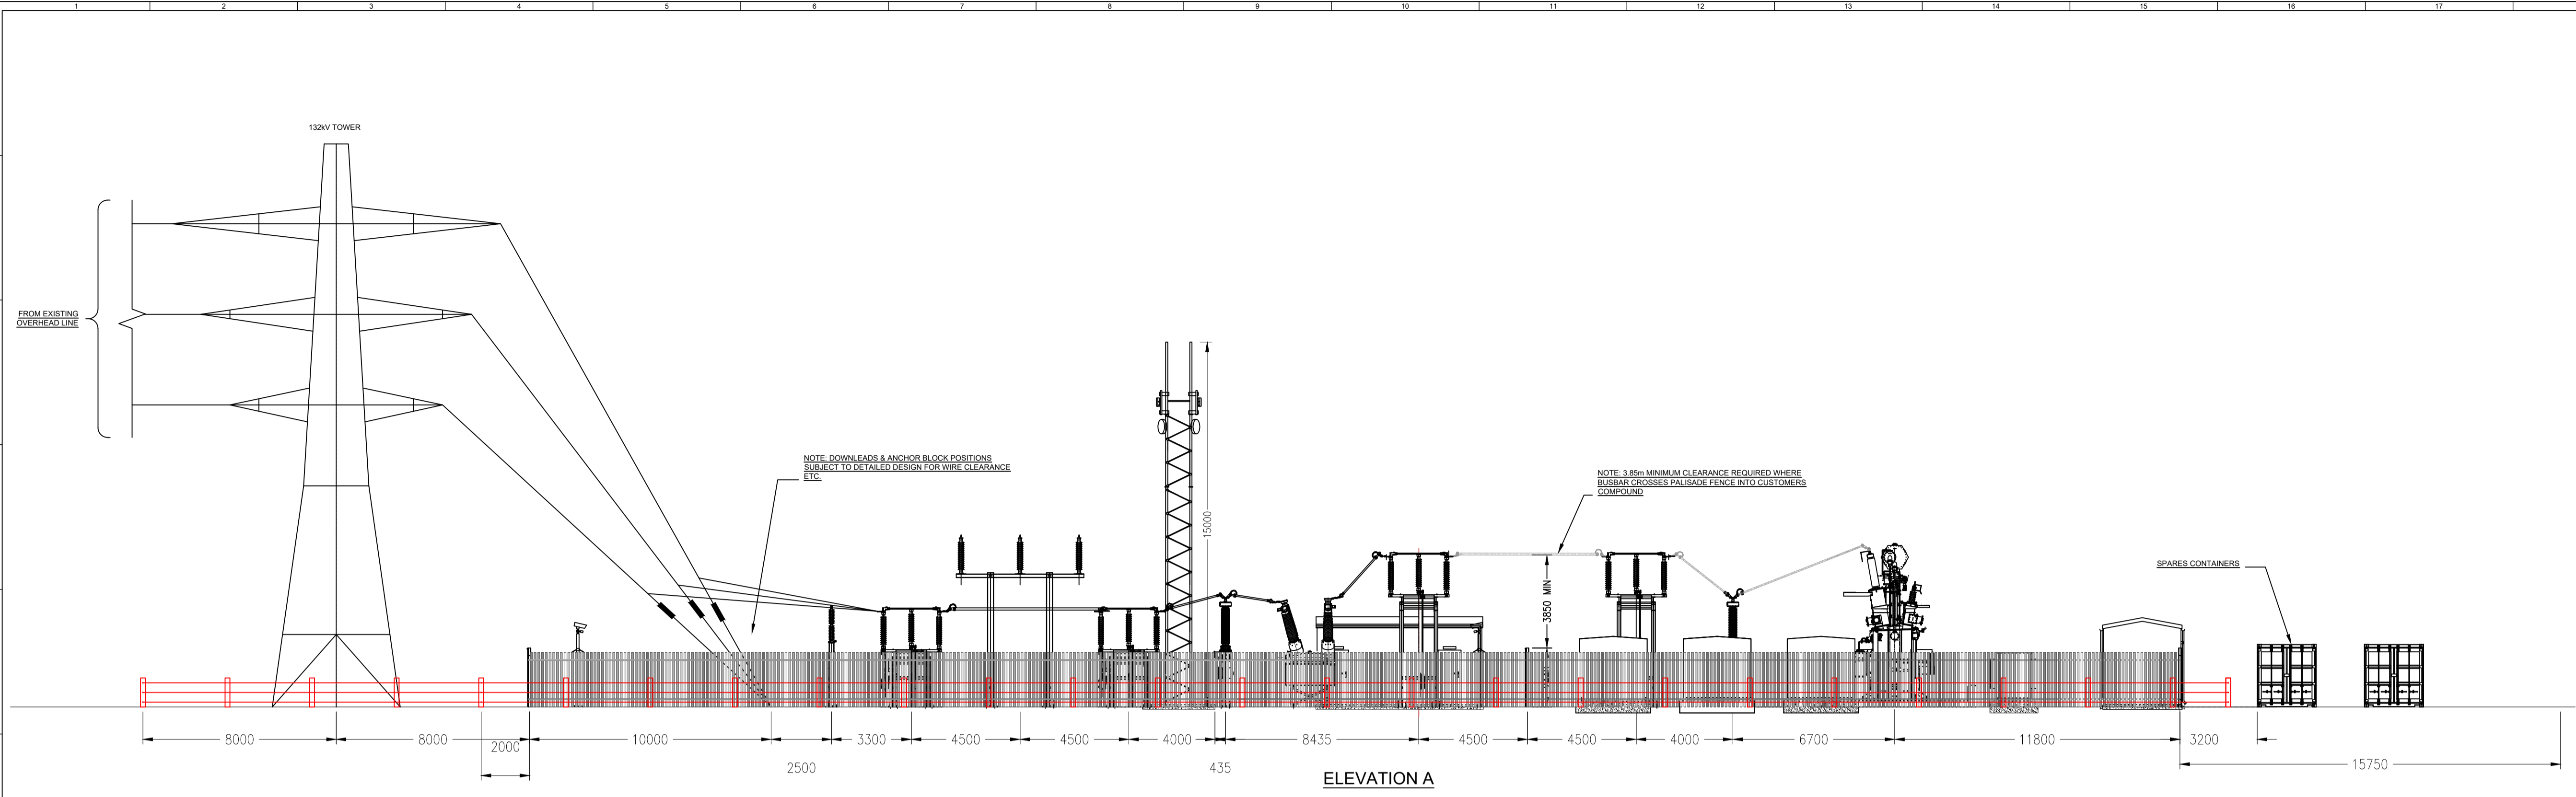 1 2 3 4 5 6 7 8 9 10 11 12 13 14 15 16 17
132kV TOWER
FROM EXISTING
OVERHEAD LINE
NOTE: DOWNLEADS & ANCHOR BLOCK POSITIONS
SUBJECT TO DETAILED DESIGN FOR WIRE CLEARANCE
ETC.
15000
NOTE: 3.85m MINIMUM CLEARANCE REQUIRED WHERE
BUSBAR CROSSES PALISADE FENCE INTO CUSTOMERS
COMPOUND
3850 MIN
SPARES CONTAINERS
8000 8000 2000 10000 3300 4500 4500 4000 8435 4500 4500 4000 6700 11800 3200
2500 435 15750
ELEVATION A